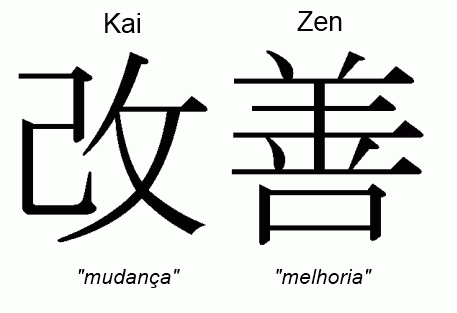 Kai Zen
改善
"mudança" "melhoria"